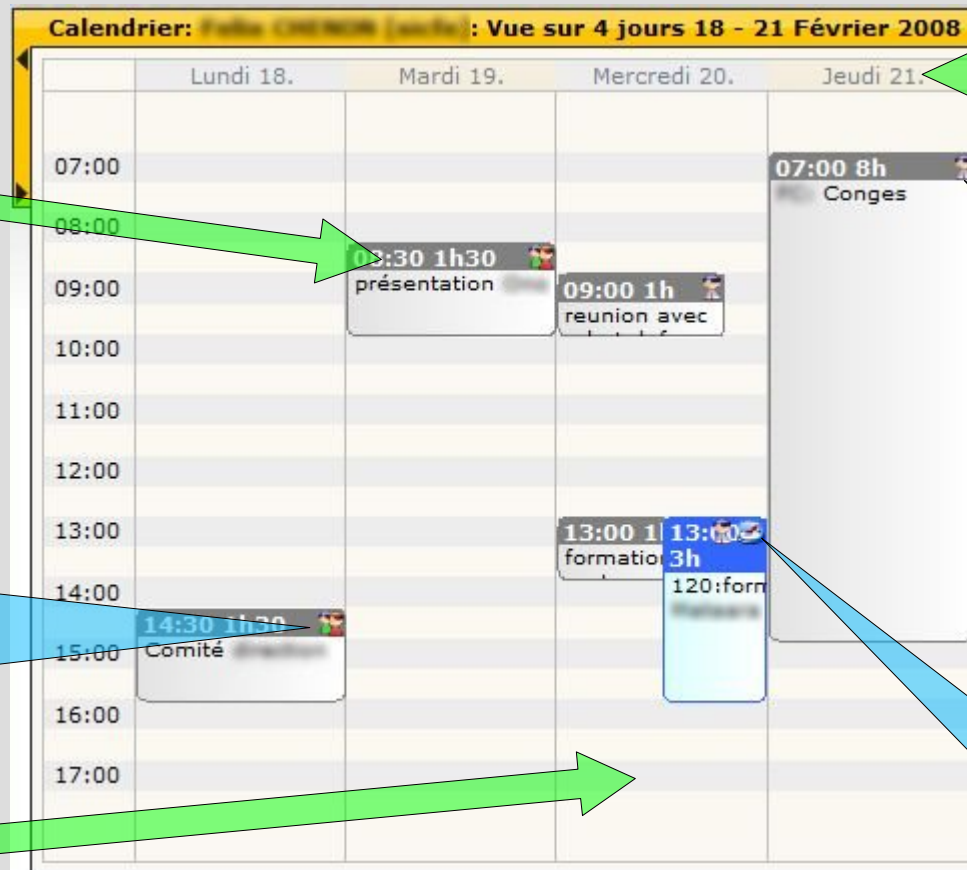 Calendrier: : Vue sur 4 jours 18 - 21 Février 2008
Lundi 18. Mardi 19. Mercredi 20. Jeudi 21.
07:00
08:00
09:00
10:00
11:00
12:00
13:00
14:00
15:00
16:00
17:00
14:30 1h30
Comité
:30 1h30
présentation
09:00 1h
reunion avec
13:00 1
formatio
13:
3h
120:form
07:00 8h
Conges